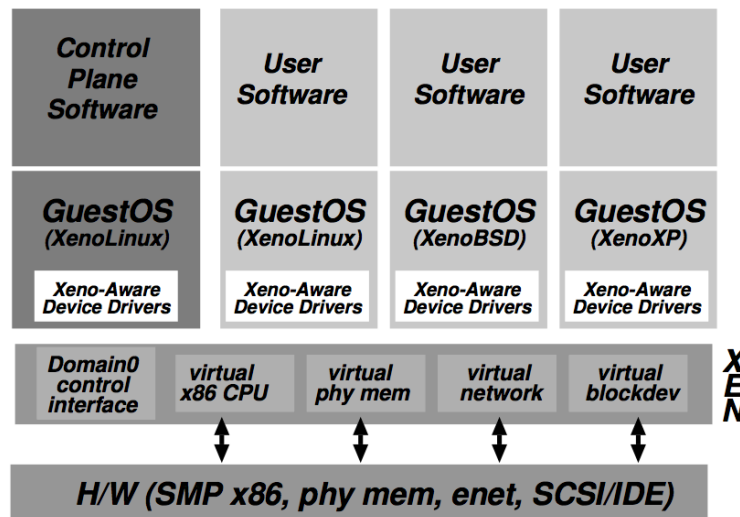 Control
Plane
Software
User
Software
User
Software
User
Software
GuestOS
(XenoLinux)
Xeno-Aware
Device Drivers
GuestOS
(XenoLinux)
Xeno-Aware
Device Drivers
GuestOS
(XenoBSD)
Xeno-Aware
Device Drivers
GuestOS
(XenoXP)
Xeno-Aware
Device Drivers
Domain0
control
interface
virtual
x86 CPU
virtual
phy mem
virtual
network
virtual
blockdev
X
E
N
H/W (SMP x86, phy mem, enet, SCSI/IDE)